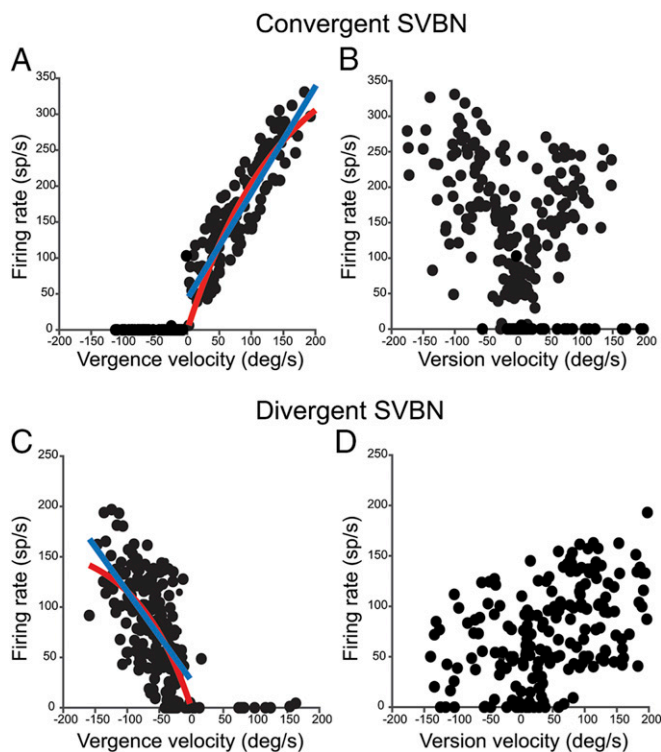 Convergent SVBN
A
B
350
300
250
200
150
100
50
0
Firing rate (sp/s)
-200 -150 -100 -50 0 50 100 150 200
Vergence velocity (deg/s)
350
300
250
200
150
100
50
0
Firing rate (sp/s)
-200 -150 -100 -50 0 50 100 150 200
Version velocity (deg/s)
Divergent SVBN
C
D
250
200
150
100
50
0
Firing rate (sp/s)
-200 -150 -100 -50 0 50 100 150 200
Vergence velocity (deg/s)
250
200
150
100
50
0
Firing rate (sp/s)
-200 -150 -100 -50 0 50 100 150 200
Version velocity (deg/s)